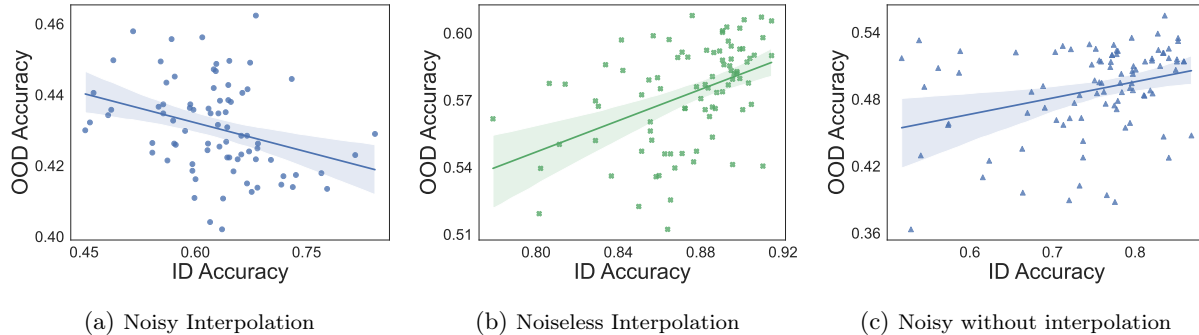 0.46
0.44
0.42
0.40
OOD Accuracy
0.45 0.60 0.75
ID Accuracy
(a) Noisy Interpolation
0.60
0.57
0.54
0.51
OOD Accuracy
0.80 0.84 0.88 0.92
ID Accuracy
(b) Noiseless Interpolation
0.54
0.48
0.42
0.36
OOD Accuracy
0.6 0.7 0.8
ID Accuracy
(c) Noisy without interpolation